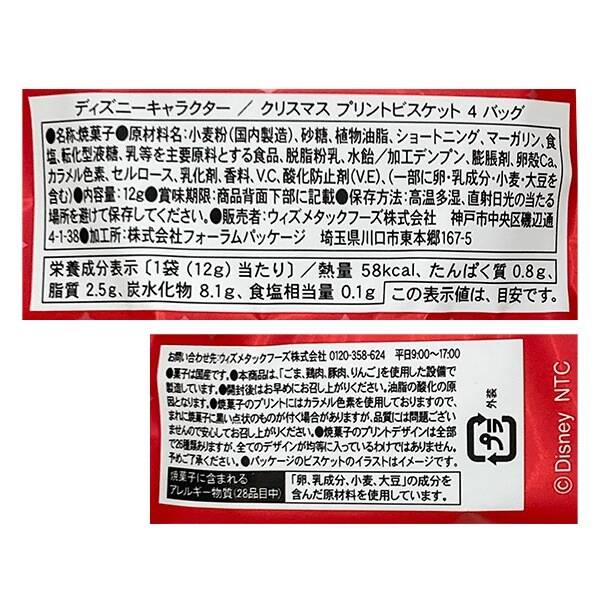 ディズニーキャラクター / クリスマス プリントビスケット 4 バッグ
●名称:焼菓子●原材料名:小麦粉(国内製造)、砂糖、植物油脂、ショートニング、マーガリン、食
塩、転化型液糖、乳等を主要原料とする食品、脱脂粉乳、水飴/加工デンプン、膨脹剤、卵殻Ca、
カラメル色素、セルロース、乳化剤、香料、V.C、酸化防止剤(V.E)、(一部に卵・乳成分・小麦・大豆を
含む)●内容量:12g●賞味期限:商品背面下部に記載●保存方法:高温多湿、直射日光の当たる
場所を避けて保存してください。●販売者:ウィズメタックフーズ株式会社 神戸市中央区磯辺通
4-1-38●加工所:株式会社フォーラムパッケージ 埼玉県川口市東本郷167-5
栄養成分表示〔1袋(12g)当たり〕/熱量 58kcal、たんぱく質 0.8g、
脂質 2.5g、炭水化物 8.1g、食塩相当量 0.1g この表示値は、目安です。
お問い合わせ先:ウィズメタックフーズ株式会社 0120-358-624 平日9:00〜17:00
●菓子は国産です。●本商品は、「ごま、鶏肉、豚肉、りんご」を使用した設備で
製造しています。●開封後はお早めにお召し上がりください。油脂の酸化の原
因となります。●焼菓子のプリントにはカラメル色素を使用しておりますので、
まれに焼菓子に黒い点状のものが付く場合がありますが、品質には問題ござい
ませんので安心してお召し上がりください。●焼菓子のプリントデザインは全部
で26種類ありますが、全てのデザインが均等に入っているわけではありません。
予めご了承ください。●パッケージのビスケットのイラストはイメージです。
焼菓子に含まれる
アレルギー物質(28品目中)
「卵、乳成分、小麦、大豆」の成分を
含んだ原材料を使用しています。
外装
プラ
©Disney NTC